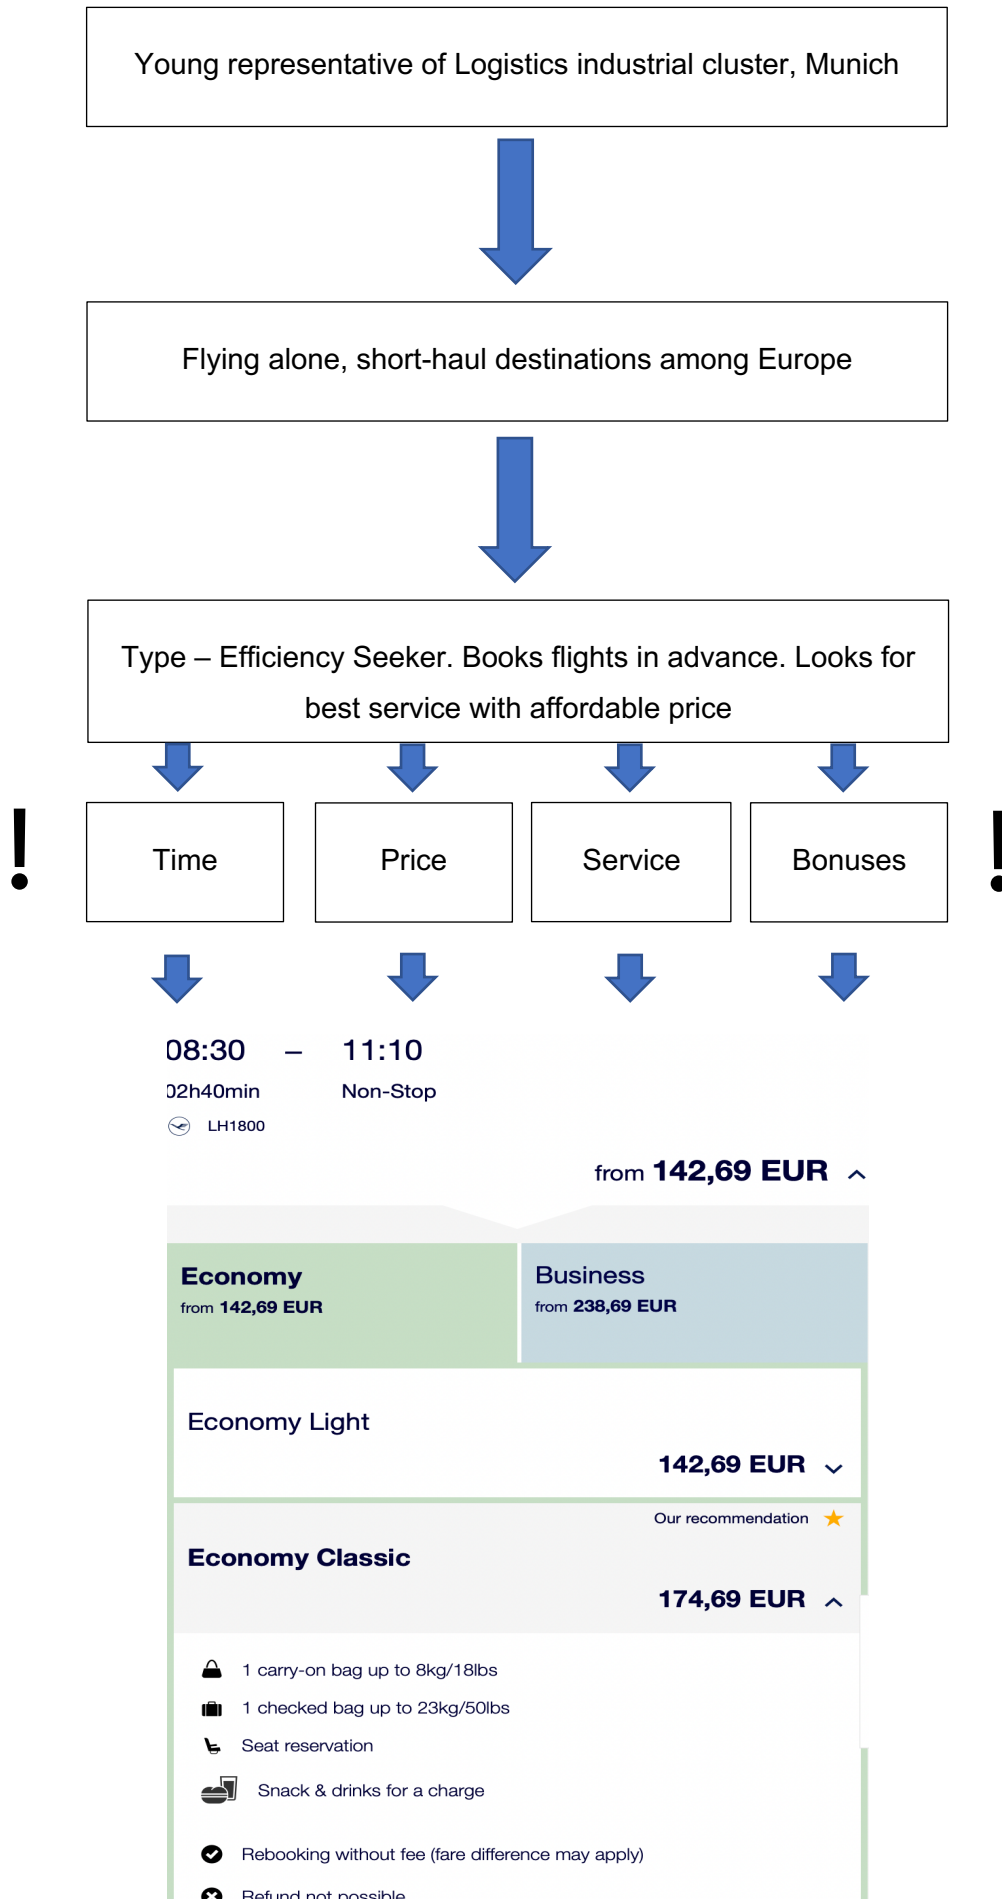 Young representative of Logistics industrial cluster, Munich
Flying alone, short-haul destinations among Europe
Type – Efficiency Seeker. Books flights in advance. Looks for
best service with affordable price
! Time Price Service Bonuses !
08:30 – 11:10
02h40min Non-Stop
LH1800
from 142,69 EUR
Economy
from 142,69 EUR
Business
from 238,69 EUR
Economy Light
142,69 EUR
Our recommendation
Economy Classic
174,69 EUR
1 carry-on bag up to 8kg/18lbs
1 checked bag up to 23kg/50lbs
Seat reservation
Snack & drinks for a charge
Rebooking without fee (fare difference may apply)
Refund not possible